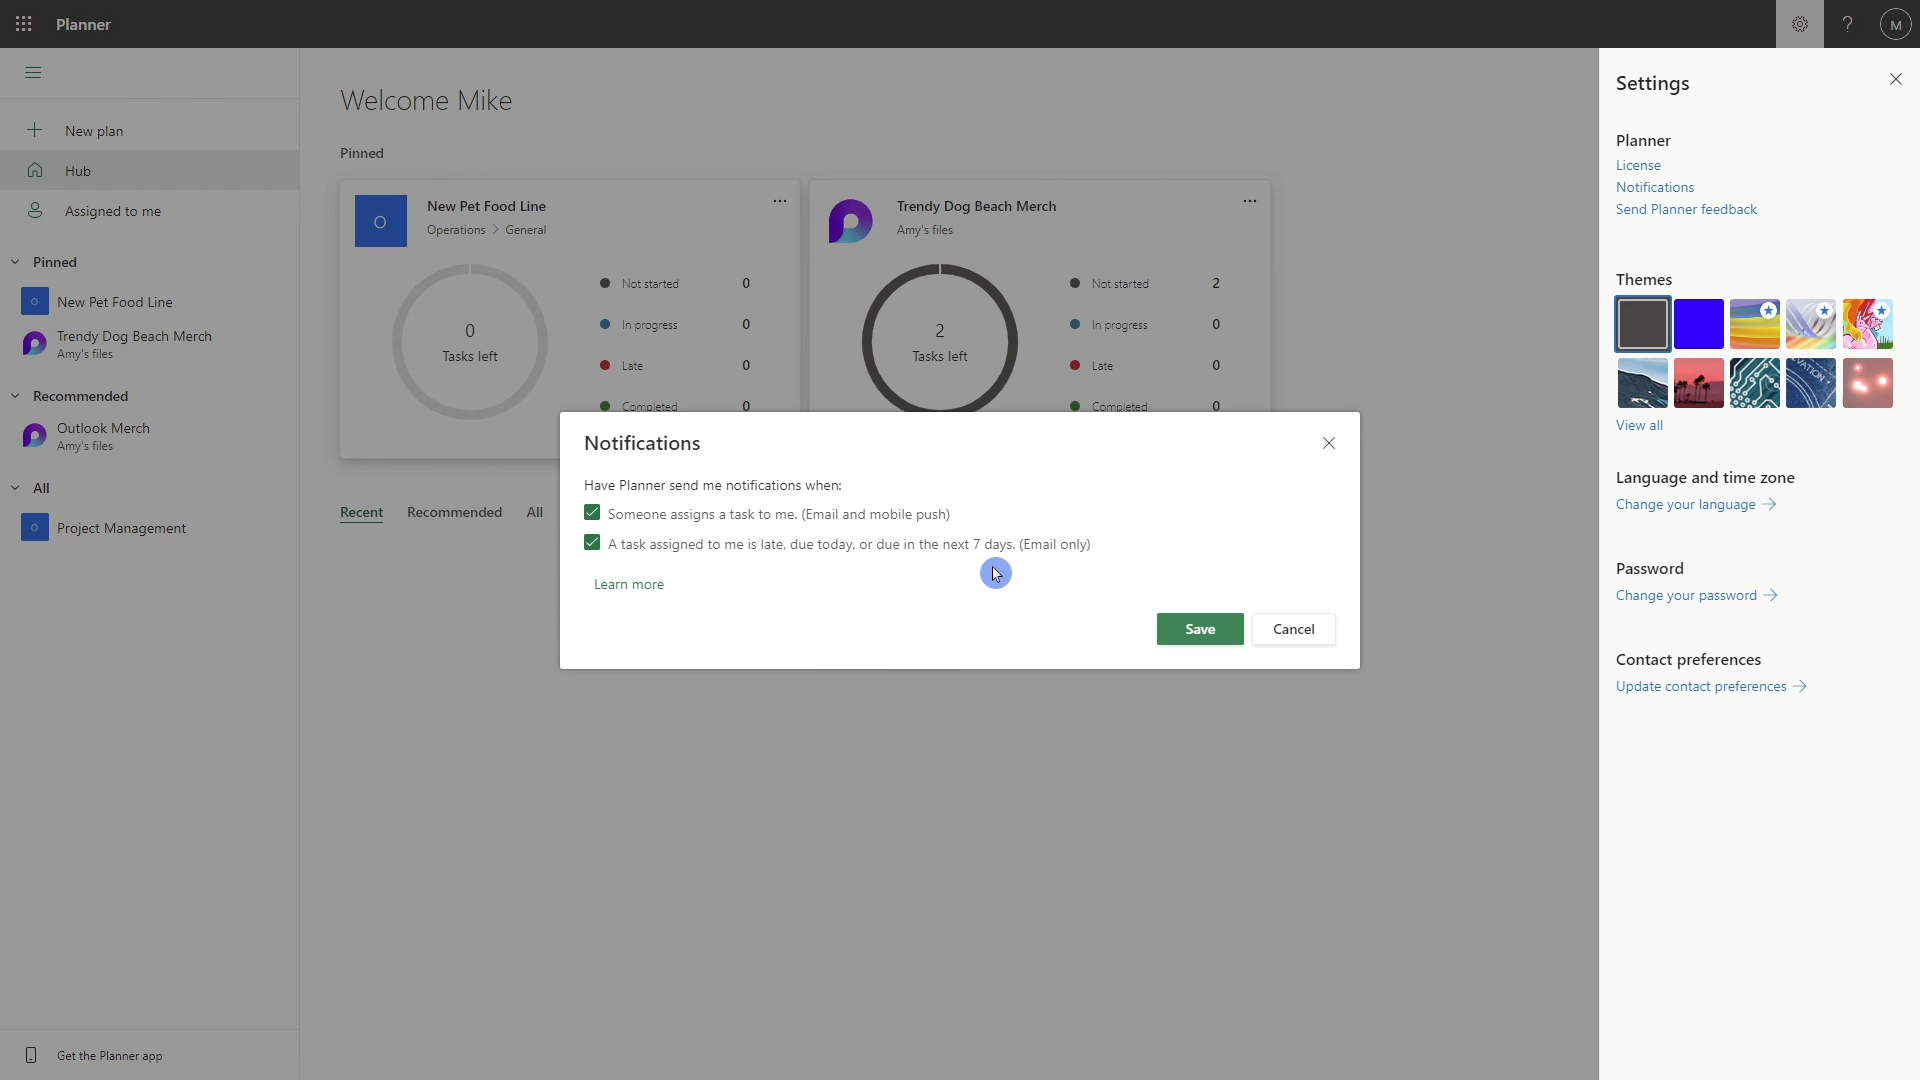 Planner
?
M
New plan
Hub
Assigned to me
Pinned
O
New Pet Food Line
Trendy Dog Beach Merch
Amy's files
Recommended
Outlook Merch
Amy's files
All
O
Project Management
Get the Planner app
Welcome Mike
Pinned
O
New Pet Food Line
Operations > General
0
Tasks left
Not started 0
In progress 0
Late 0
Completed 0
Trendy Dog Beach Merch
Amy's files
2
Tasks left
Not started 2
In progress 0
Late 0
Completed 0
Recent Recommended All
Notifications
Have Planner send me notifications when:
Someone assigns a task to me. (Email and mobile push)
A task assigned to me is late, due today, or due in the next 7 days. (Email only)
Learn more
Save Cancel
Settings
Planner
License
Notifications
Send Planner feedback
Themes
View all
Language and time zone
Change your language
Password
Change your password
Contact preferences
Update contact preferences